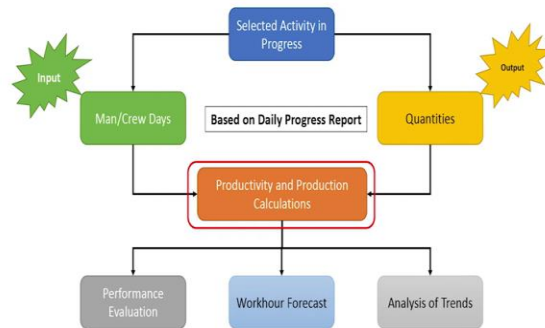 Selected Activity in
Progress
Input
Output
Man/Crew Days
Based on Daily Progress Report
Quantities
Productivity and Production
Calculations
Performance
Evaluation
Workhour Forecast
Analysis of Trends